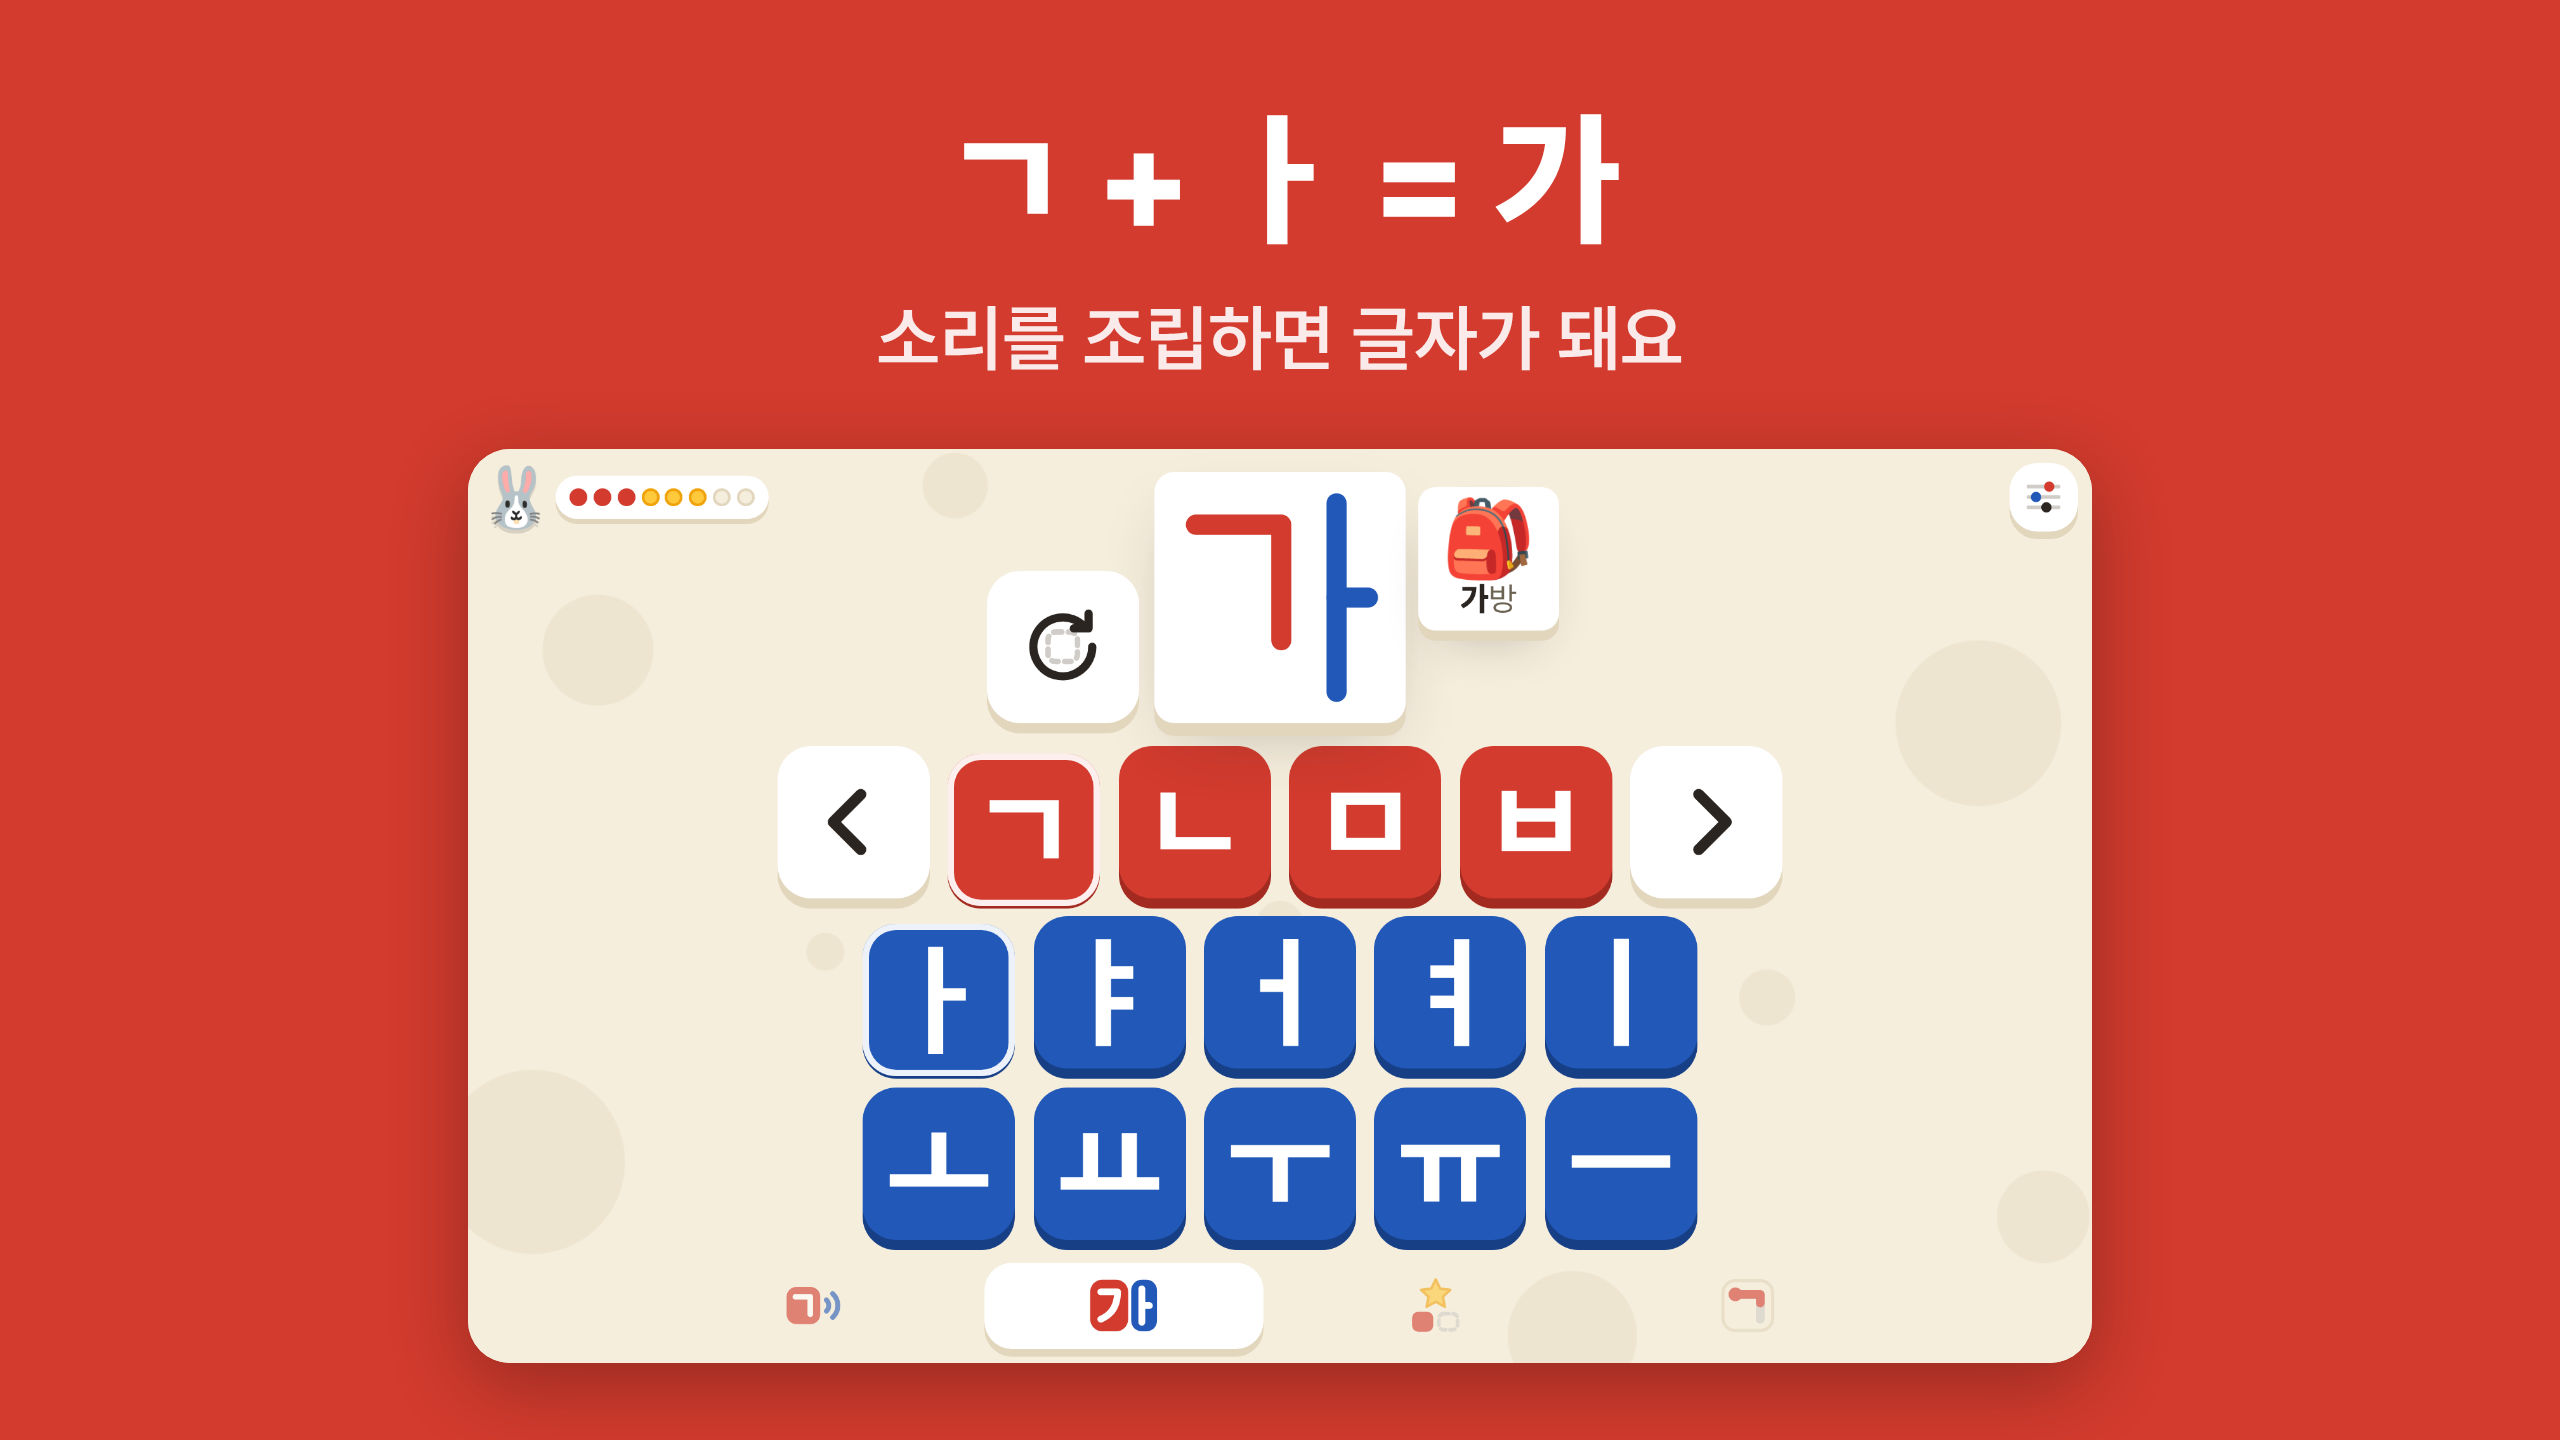 ㄱ + ㅏ = 가
소리를 조립하면 글자가 돼요
가
가방
ㄱ ㄴ ㅁ ㅂ
ㅏ ㅑ ㅓ ㅕ ㅣ
ㅗ ㅛ ㅜ ㅠ ㅡ
ㄱ 가 ㄱ